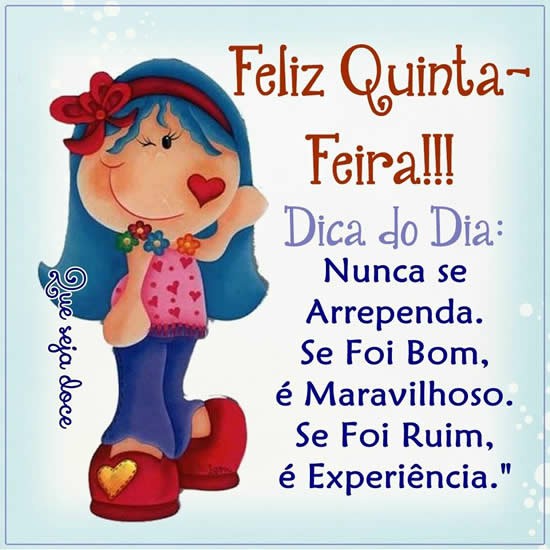 Feliz Quinta-
Feira!!!
Dica do Dia:
Nunca se
Arrependa.
Se Foi Bom,
é Maravilhoso.
Se Foi Ruim,
é Experiência."
Que seja doce